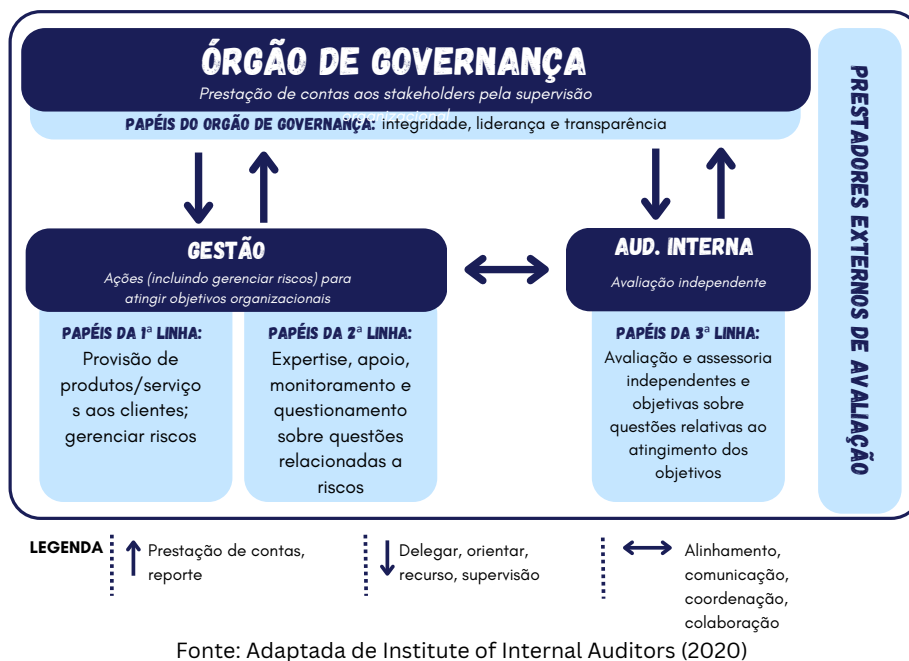 ÓRGÃO DE GOVERNANÇA
Prestação de contas aos stakeholders pela supervisão
organizacional
PAPÉIS DO ORGÃO DE GOVERNANÇA: integridade, liderança e transparência
GESTÃO
Ações (incluindo gerenciar riscos) para
atingir objetivos organizacionais
PAPÉIS DA 1ª LINHA:
Provisão de
produtos/serviço
s aos clientes;
gerenciar riscos
PAPÉIS DA 2ª LINHA:
Expertise, apoio,
monitoramento e
questionamento
sobre questões
relacionadas a
riscos
AUD. INTERNA
Avaliação independente
PAPÉIS DA 3ª LINHA:
Avaliação e assessoria
independentes e
objetivas sobre
questões relativas ao
atingimento dos
objetivos
PRESTADORES EXTERNOS DE AVALIAÇÃO
LEGENDA
Prestação de contas,
reporte
Delegar, orientar,
recurso, supervisão
Alinhamento,
comunicação,
coordenação,
colaboração
Fonte: Adaptada de Institute of Internal Auditors (2020)